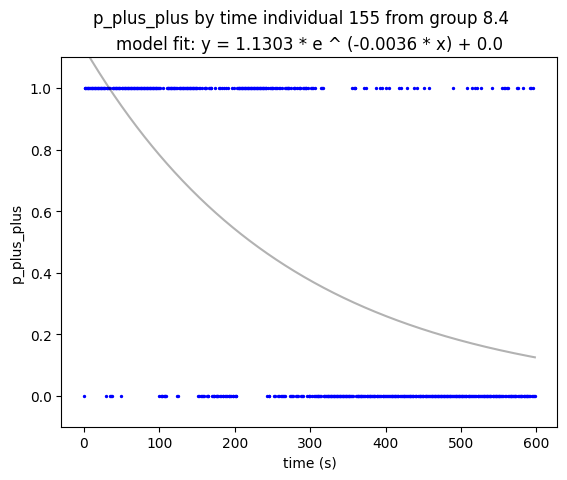 p_plus_plus by time individual 155 from group 8.4
model fit: y = 1.1303 * e ^ (-0.0036 * x) + 0.0
1.0
0.8
0.6
0.4
0.2
0.0
p_plus_plus
0 100 200 300 400 500 600
time (s)